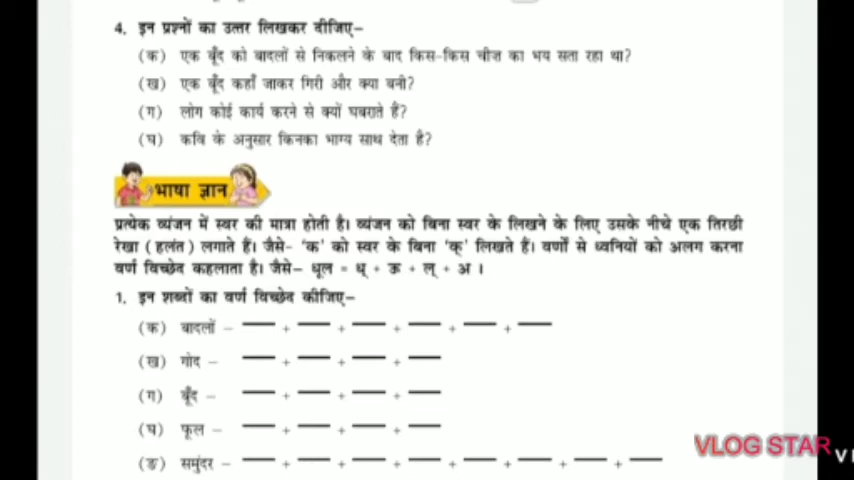 4. इन प्रश्नों का उत्तर लिखकर दीजिए–
(क) एक बूँद को बादलों से निकलने के बाद किस-किस चीज का भय सता रहा था?
(ख) एक बूँद कहाँ जाकर गिरी और क्या बनी?
(ग) लोग कोई कार्य करने से क्यों घबराते हैं?
(घ) कवि के अनुसार किनका भाग्य साथ देता है?
भाषा ज्ञान
प्रत्येक व्यंजन में स्वर की मात्रा होती है। व्यंजन को बिना स्वर के लिखने के लिए उसके नीचे एक तिरछी
रेखा (हलंत) लगाते हैं। जैसे- 'क' को स्वर के बिना 'क्' लिखते हैं। वर्णों से ध्वनियों को अलग करना
वर्ण विच्छेद कहलाता है। जैसे– धूल = ध् + ऊ + ल् + अ ।
1. इन शब्दों का वर्ण विच्छेद कीजिए–
(क) बादलों – —— + —— + —— + —— + —— + ——
(ख) गोद – —— + —— + —— + ——
(ग) बूँद – —— + —— + —— + ——
(घ) फूल – —— + —— + —— + ——
(ङ) समुंदर – —— + —— + —— + —— + —— + —— + —— + ——
VLOG STAR V